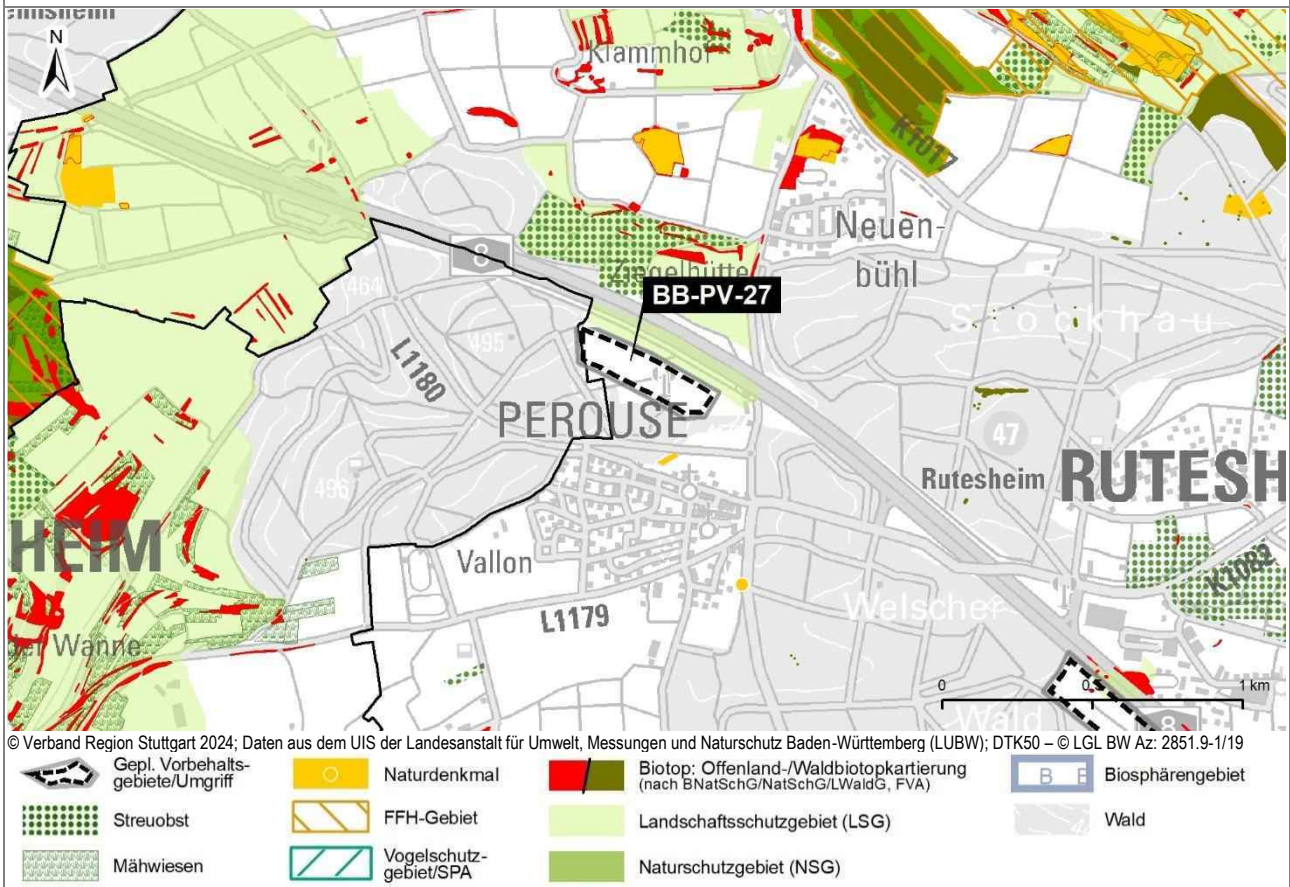 N
Klammhof
K1017
Neuen-
bühl
8
Ziegelhütte
BB-PV-27
464
495
L1180
Stockhau
PEROUSE
47
496
Rutesheim
RUTESH
HEIM
Vallon
K1082
L1179
Welscher
Wanne
0
1 km
Wald
8
© Verband Region Stuttgart 2024; Daten aus dem UIS der Landesanstalt für Umwelt, Messungen und Naturschutz Baden-Württemberg (LUBW); DTK50 – © LGL BW Az: 2851.9-1/19
Gepl. Vorbehalts-
gebiete/Umgriff
Naturdenkmal
Biotop: Offenland-/Waldbiotopkartierung
(nach BNatSchG/NatSchG/LWaldG, FVA)
B
Biosphärengebiet
Streuobst
FFH-Gebiet
Landschaftsschutzgebiet (LSG)
Wald
Mähwiesen
Vogelschutz-
gebiet/SPA
Naturschutzgebiet (NSG)